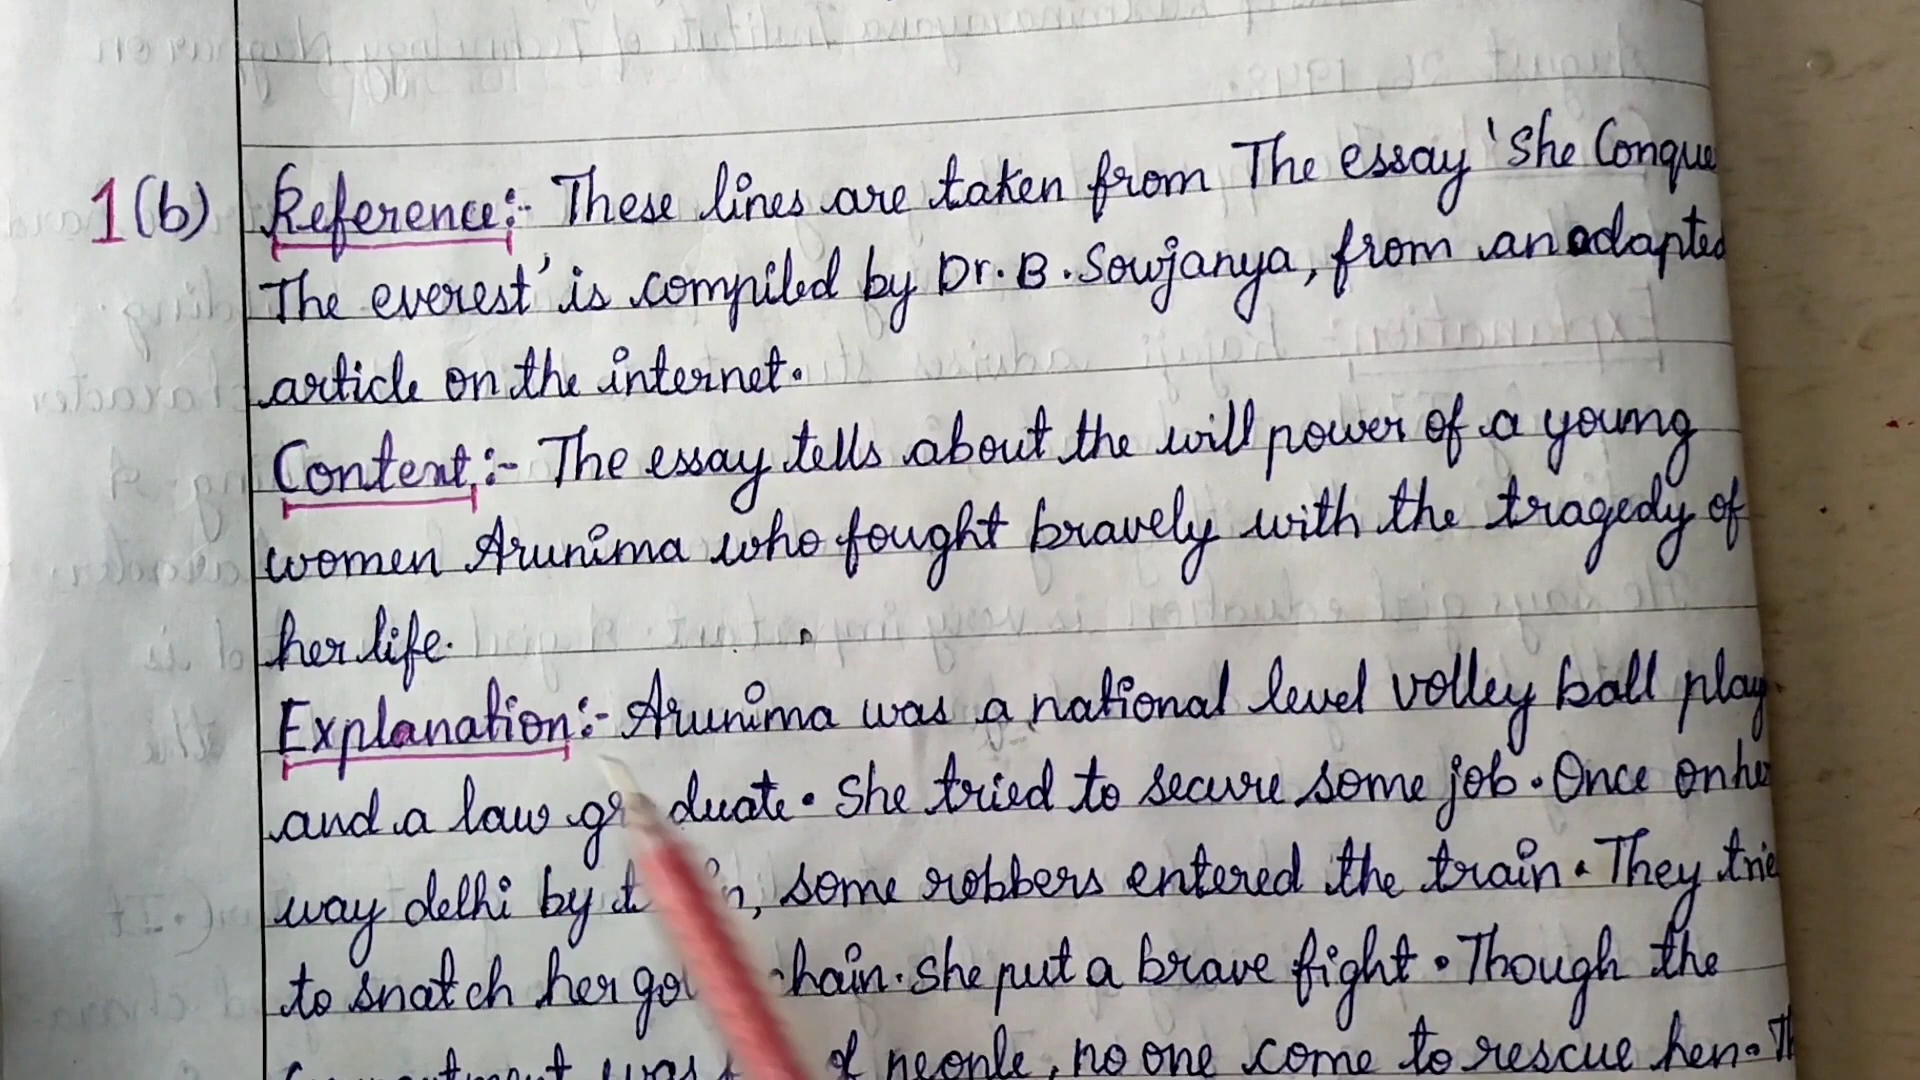 1(b) Reference:- These lines are taken from The essay 'She Conque
The everest' is compiled by Dr. B. Sowjanya, from an adapted
article on the internet.
Content:- The essay tells about the will power of a young
women Arunima who fought bravely with the tragedy of
her life.
Explanation:- Arunima was a national level volley ball play
and a law graduate. She tried to secure some job. Once on he
way delhi by t n, some robbers entered the train. They trie
to snatch her go hain. She put a brave fight. Though the
was of people, no one come to rescue her. Th